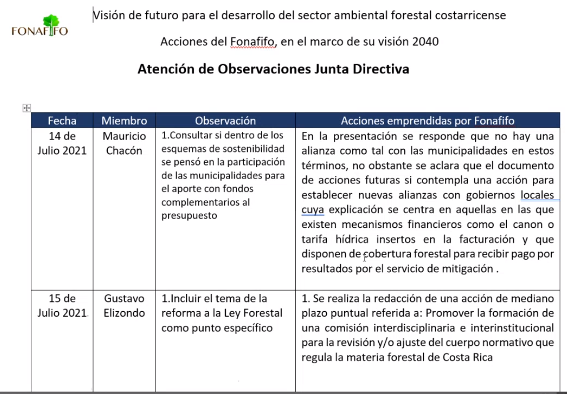 FONAFIFO
Visión de futuro para el desarrollo del sector ambiental forestal costarricense
Acciones del Fonafifo, en el marco de su visión 2040
Atención de Observaciones Junta Directiva
Fecha Miembro Observación Acciones emprendidas por Fonafifo
14 de
Julio 2021
Mauricio
Chacón
1.Consultar si dentro de los
esquemas de sostenibilidad
se pensó en la participación
de las municipalidades para
el aporte con fondos
complementarios al
presupuesto
En la presentación se responde que no hay una
alianza como tal con las municipalidades en estos
términos, no obstante se aclara que el documento
de acciones futuras si contempla una acción para
establecer nuevas alianzas con gobiernos locales
cuya explicación se centra en aquellas en las que
existen mecanismos financieros como el canon o
tarifa hídrica insertos en la facturación y que
disponen de cobertura forestal para recibir pago por
resultados por el servicio de mitigación .
15 de
Julio 2021
Gustavo
Elizondo
1.Incluir el tema de la
reforma a la Ley Forestal
como punto específico
1. Se realiza la redacción de una acción de mediano
plazo puntual referida a: Promover la formación de
una comisión interdisciplinaria e interinstitucional
para la revisión y/o ajuste del cuerpo normativo que
regula la materia forestal de Costa Rica